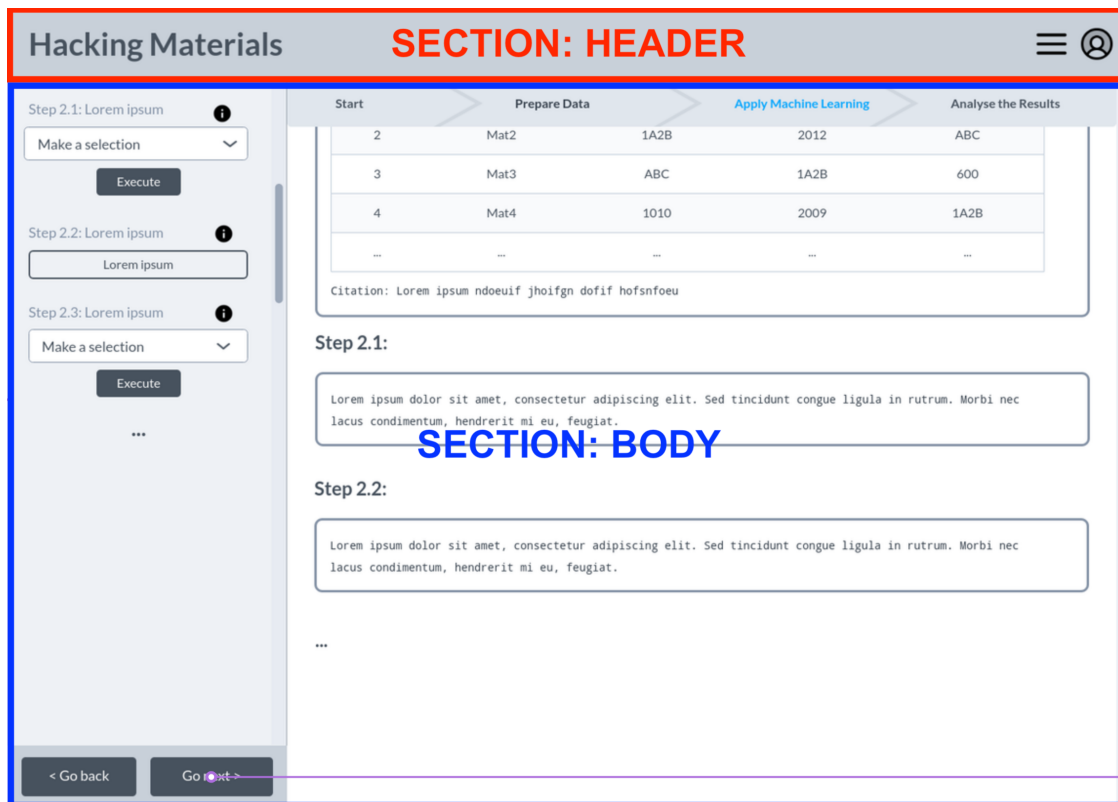 Hacking Materials
SECTION: HEADER
Step 2.1: Lorem ipsum
Make a selection
Execute
Step 2.2: Lorem ipsum
Lorem ipsum
Step 2.3: Lorem ipsum
Make a selection
Execute
...
< Go back
Go next >
Start Prepare Data Apply Machine Learning Analyse the Results
2 Mat2 1A2B 2012 ABC
3 Mat3 ABC 1A2B 600
4 Mat4 1010 2009 1A2B
... ... ... ... ...
Citation: Lorem ipsum ndoeuif jhoifgn dofif hofsnfoeu
Step 2.1:
Lorem ipsum dolor sit amet, consectetur adipiscing elit. Sed tincidunt congue ligula in rutrum. Morbi nec
lacus condimentum, hendrerit mi eu, feugiat.
SECTION: BODY
Step 2.2:
Lorem ipsum dolor sit amet, consectetur adipiscing elit. Sed tincidunt congue ligula in rutrum. Morbi nec
lacus condimentum, hendrerit mi eu, feugiat.
...